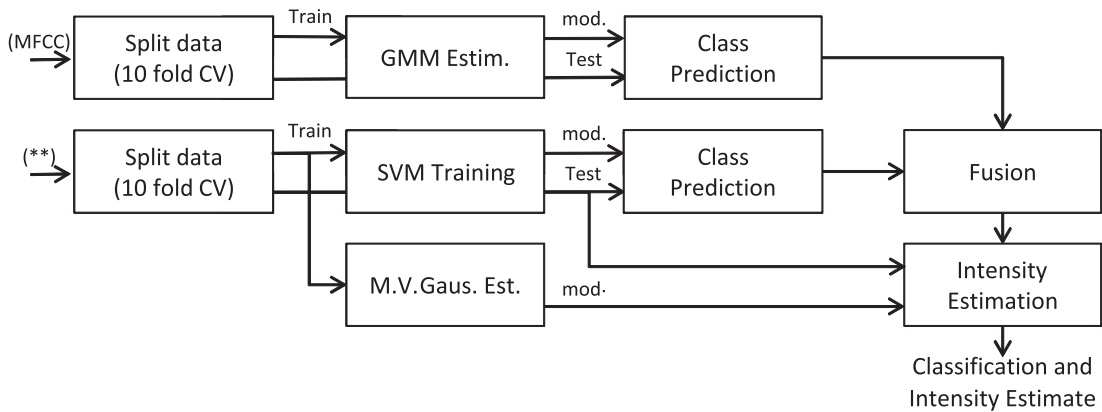 (MFCC)
Split data
(10 fold CV)
Train
GMM Estim.
mod.
Test
Class
Prediction
(**)
Split data
(10 fold CV)
Train
SVM Training
mod.
Test
Class
Prediction
Fusion
M.V.Gaus. Est.
mod.
Intensity
Estimation
Classification and
Intensity Estimate